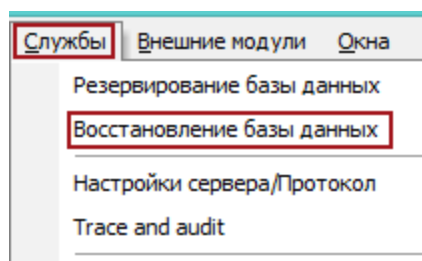 Службы Внешние модули Окна
Резервирование базы данных
Восстановление базы данных
Настройки сервера/Протокол
Trace and audit